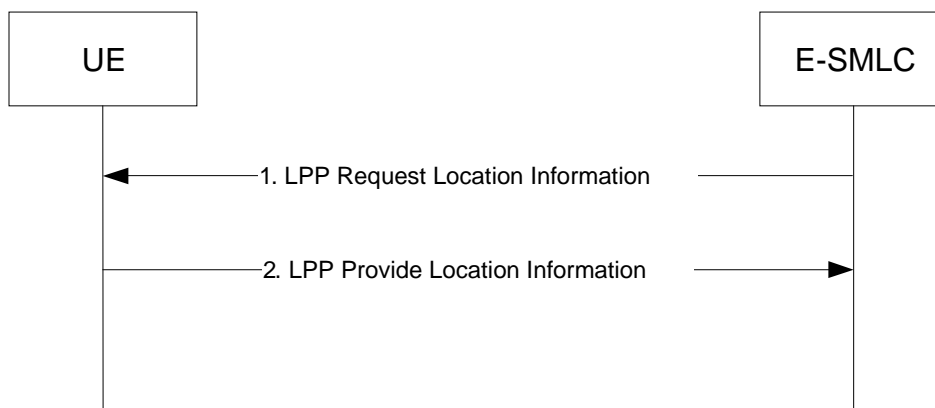 UE
E-SMLC
1. LPP Request Location Information
2. LPP Provide Location Information